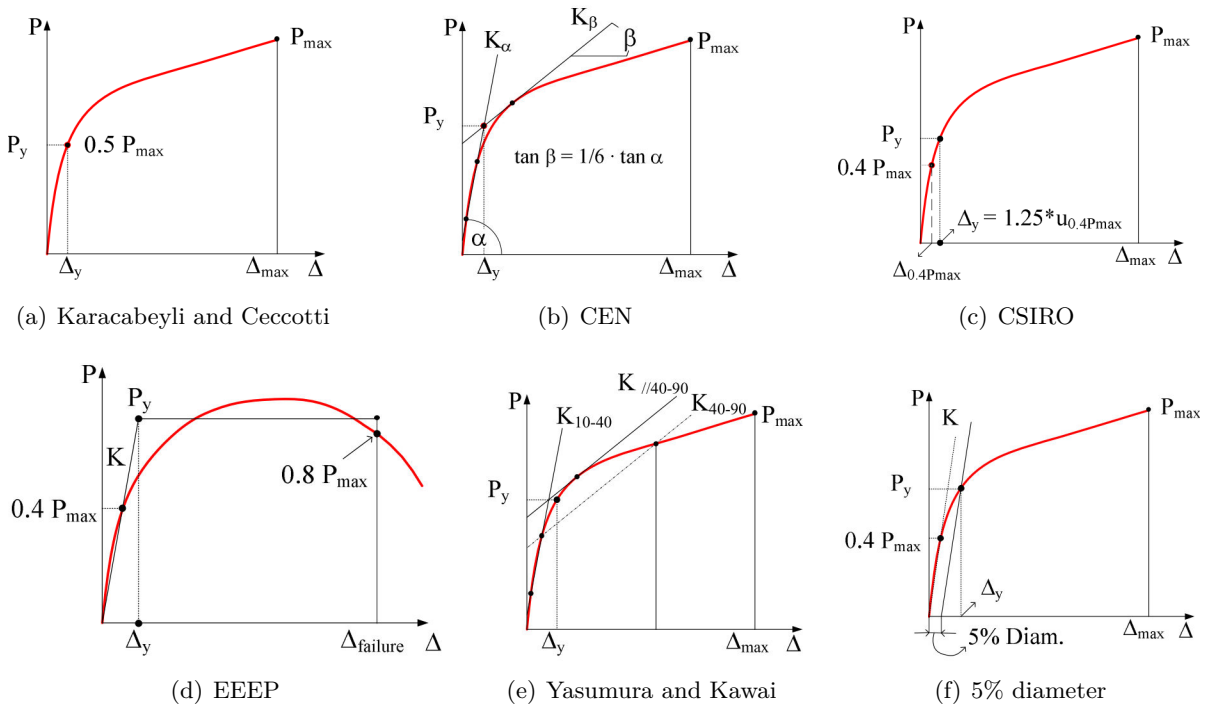 P
P_max
P_y
0.5 P_max
Δ_y
Δ_max
Δ
(a) Karacabeyli and Ceccotti
P
K_α
K_β
β
P_max
P_y
tan β = 1/6 · tan α
α
Δ_y
Δ_max
Δ
(b) CEN
P
P_max
P_y
0.4 P_max
Δ_y = 1.25*u_0.4Pmax
Δ_0.4Pmax
Δ_max
Δ
(c) CSIRO
P
P_y
K
0.8 P_max
0.4 P_max
Δ_y
Δ_failure
Δ
(d) EEEP
P
K_10-40
K_//40-90
K_40-90
P_max
P_y
Δ_y
Δ_max
Δ
(e) Yasumura and Kawai
P
K
P_max
P_y
0.4 P_max
Δ_y
5% Diam.
Δ_max
Δ
(f) 5% diameter